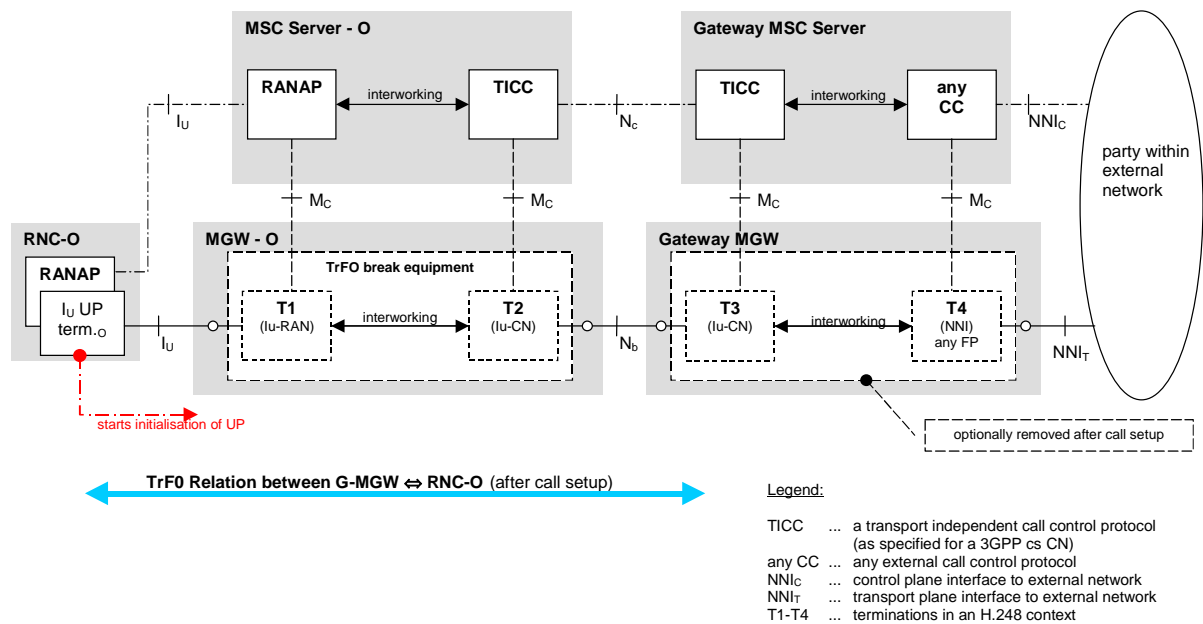 MSC Server - O
Gateway MSC Server
RANAP
interworking
TICC
TICC
interworking
any
CC
IU
Nc
NNIC
party within
external
network
MC
MC
MC
MC
RNC-O
MGW - O
Gateway MGW
RANAP
TrFO break equipment
IU UP
term.O
T1
(Iu-RAN)
interworking
T2
(Iu-CN)
T3
(Iu-CN)
interworking
T4
(NNI)
any FP
IU
Nb
NNIT
starts initialisation of UP
optionally removed after call setup
TrF0 Relation between G-MGW ⇔ RNC-O (after call setup)
Legend:
TICC ... a transport independent call control protocol
(as specified for a 3GPP cs CN)
any CC ... any external call control protocol
NNIC ... control plane interface to external network
NNIT ... transport plane interface to external network
T1-T4 ... terminations in an H.248 context